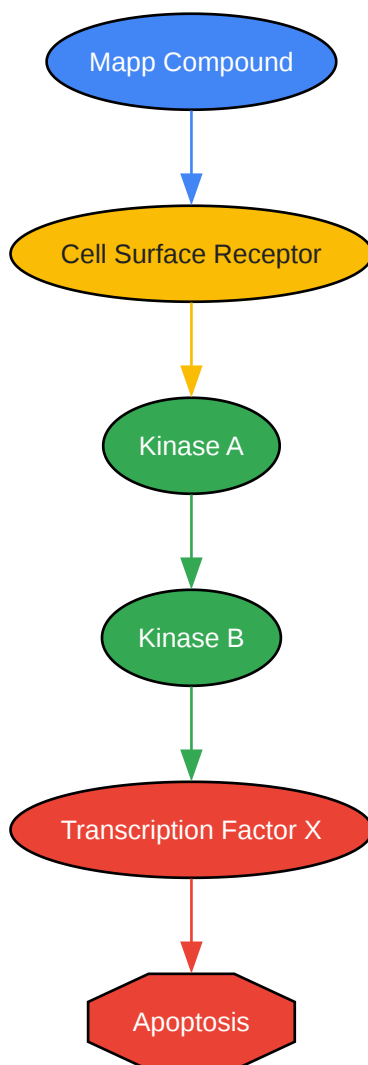 Mapp Compound
Cell Surface Receptor
Kinase A
Kinase B
Transcription Factor X
Apoptosis